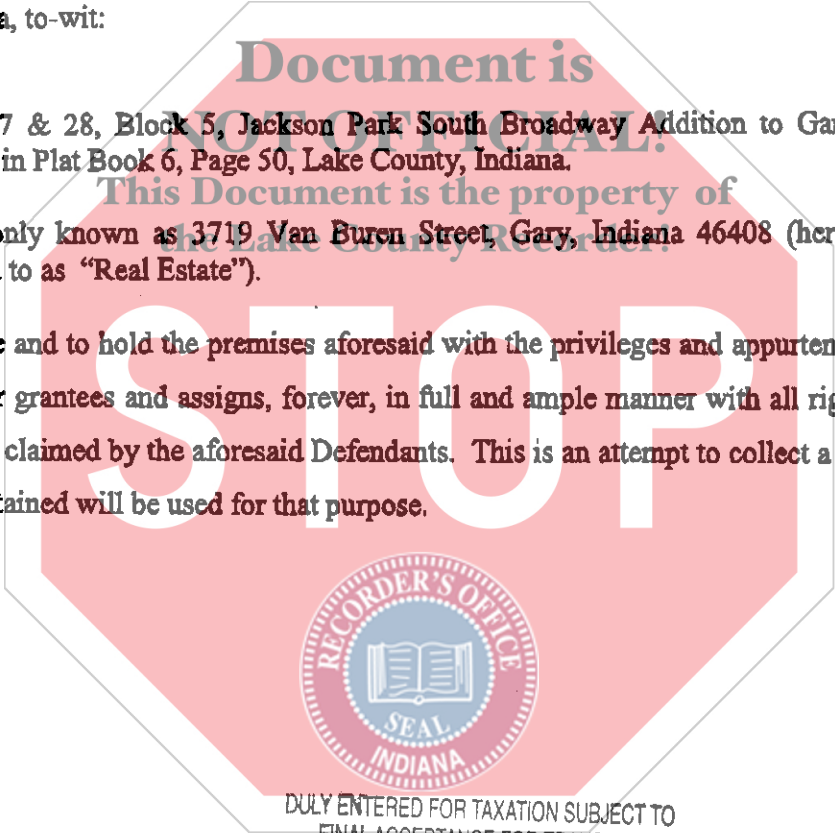 a, to-wit:
Document is
NOT OFFICIAL!
7 & 28, Block 5, Jackson Park South Broadway Addition to Gar
in Plat Book 6, Page 50, Lake County, Indiana.
This Document is the property of
the Lake County Recorder!
nly known as 3719 Van Buren Street, Gary, Indiana 46408 (her
to as “Real Estate”).
STOP
e and to hold the premises aforesaid with the privileges and appurten
r grantees and assigns, forever, in full and ample manner with all rig
claimed by the aforesaid Defendants. This is an attempt to collect a
tained will be used for that purpose.
RECORDER'S OFFICE
SEAL
INDIANA
DULY ENTERED FOR TAXATION SUBJECT TO
FINAL ACCEPTANCE FOR